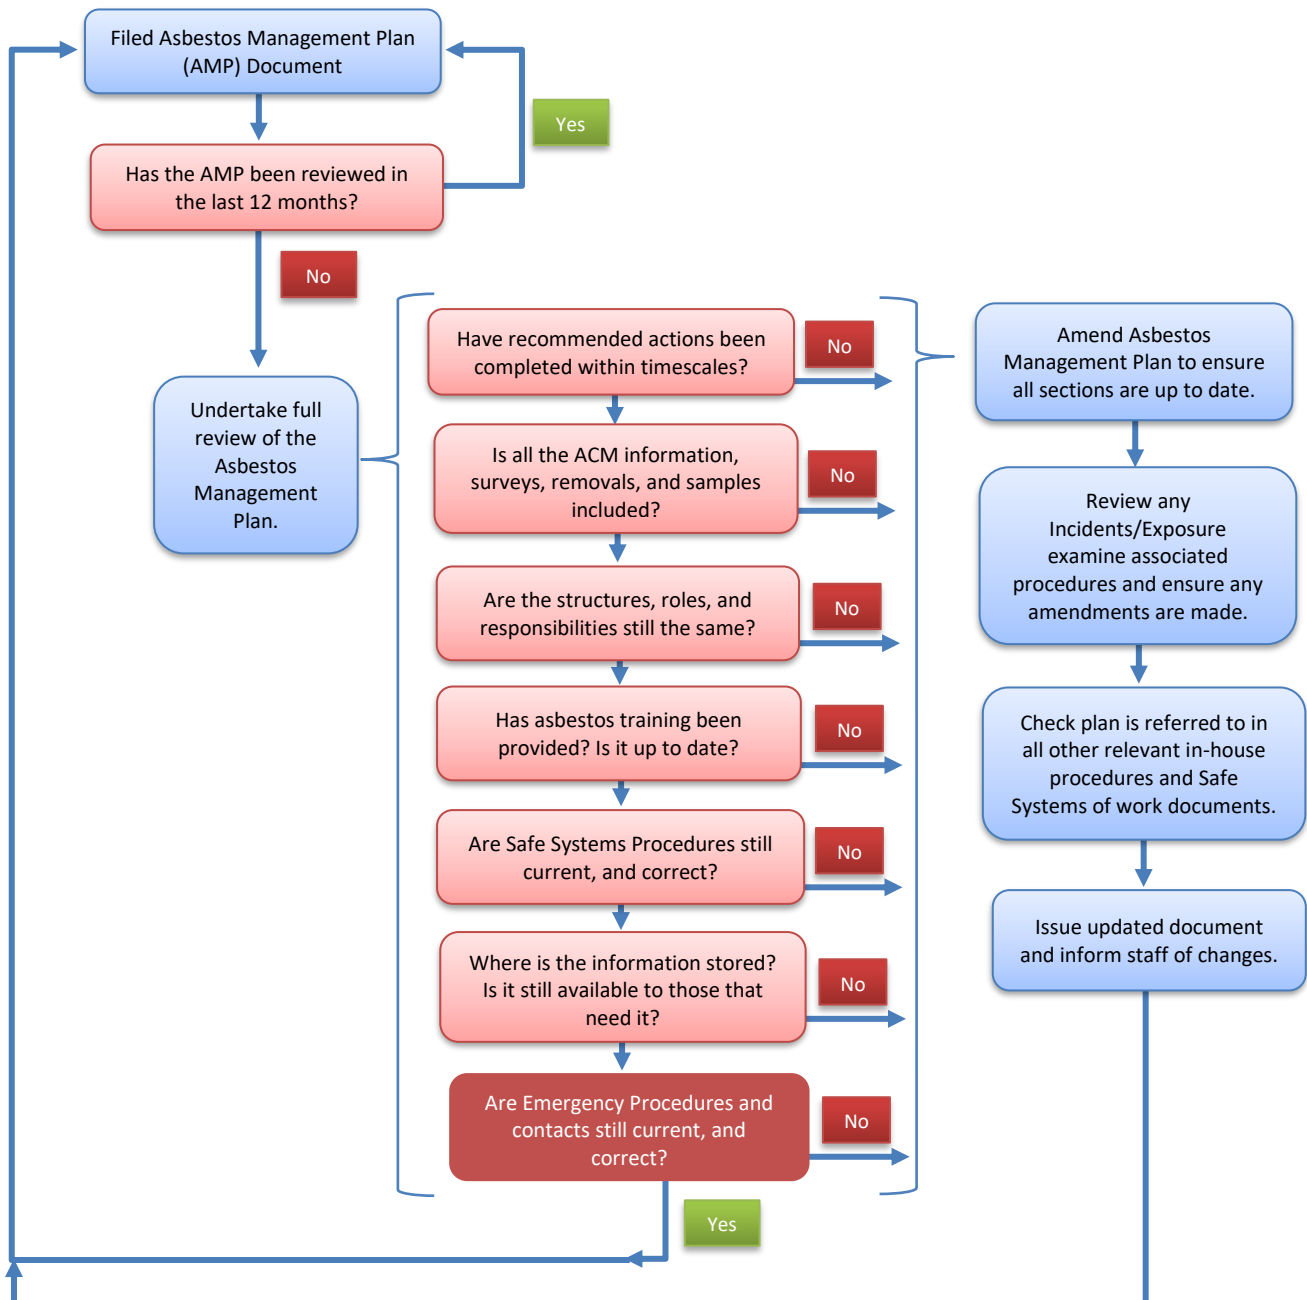 Filed Asbestos Management Plan
(AMP) Document
Yes
Has the AMP been reviewed in
the last 12 months?
No
Undertake full
review of the
Asbestos
Management
Plan.
Have recommended actions been
completed within timescales?
No
Is all the ACM information,
surveys, removals, and samples
included?
No
Are the structures, roles, and
responsibilities still the same?
No
Has asbestos training been
provided? Is it up to date?
No
Are Safe Systems Procedures still
current, and correct?
No
Where is the information stored?
Is it still available to those that
need it?
No
Are Emergency Procedures and
contacts still current, and
correct?
No
Yes
Amend Asbestos
Management Plan to ensure
all sections are up to date.
Review any
Incidents/Exposure
examine associated
procedures and ensure any
amendments are made.
Check plan is referred to in
all other relevant in-house
procedures and Safe
Systems of work documents.
Issue updated document
and inform staff of changes.